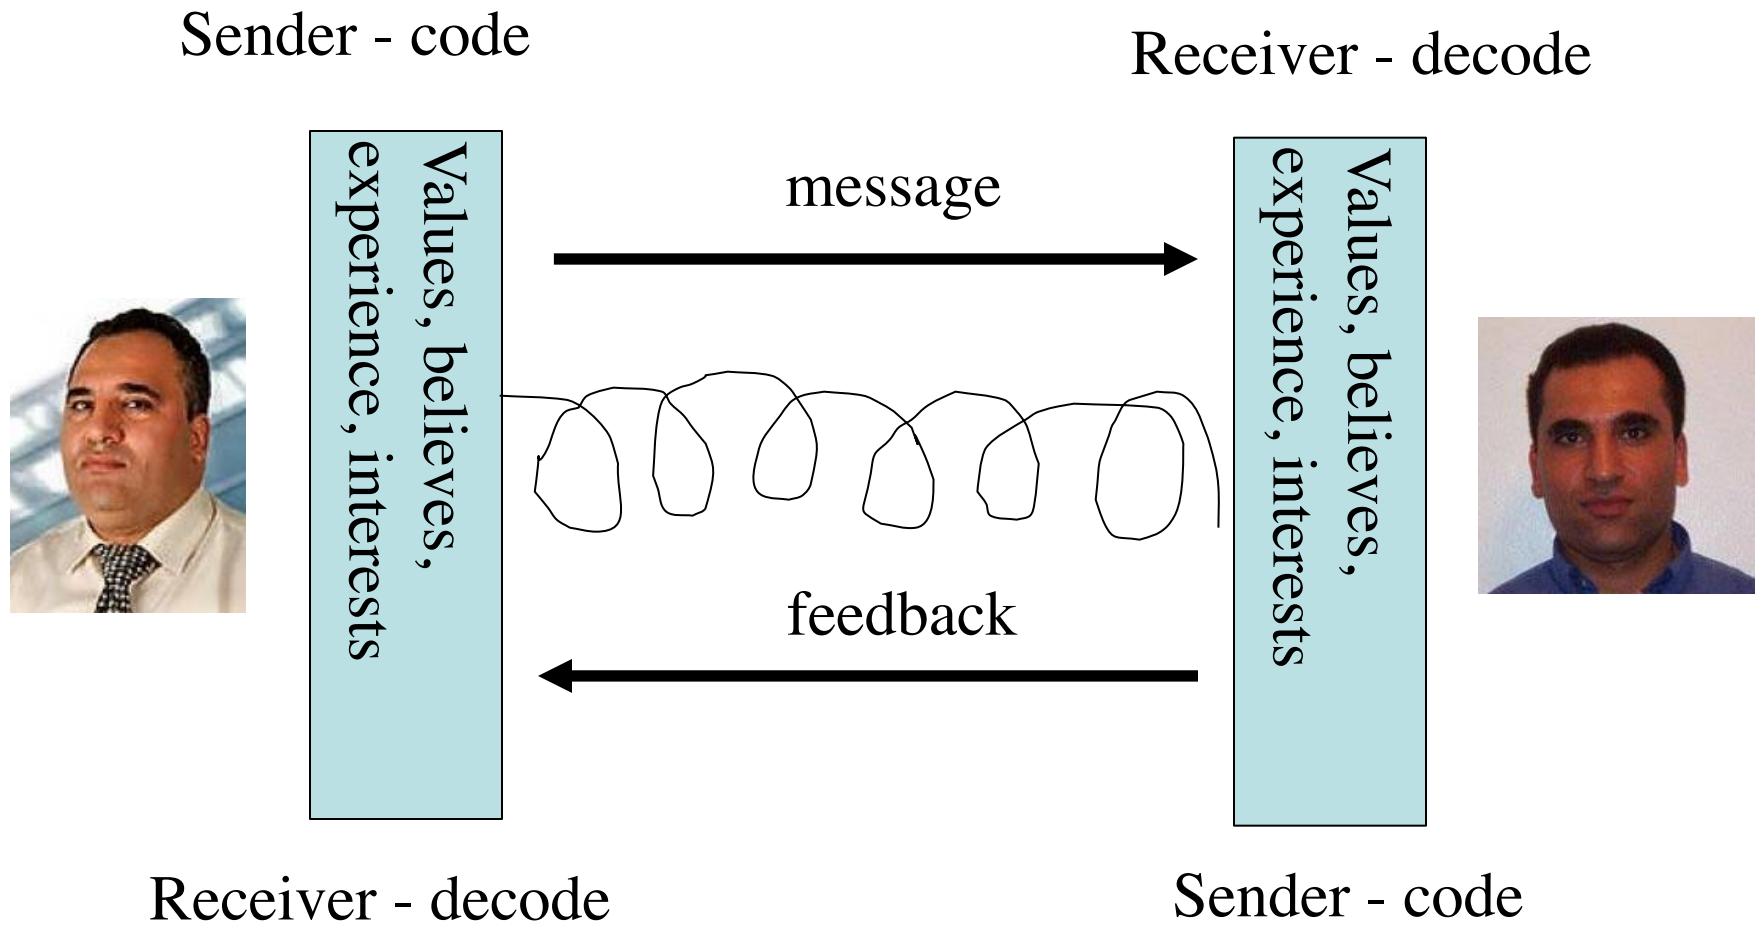 Sender - code
Receiver - decode
Values, believes,
experience, interests
message
feedback
Values, believes,
experience, interests
Receiver - decode
Sender - code